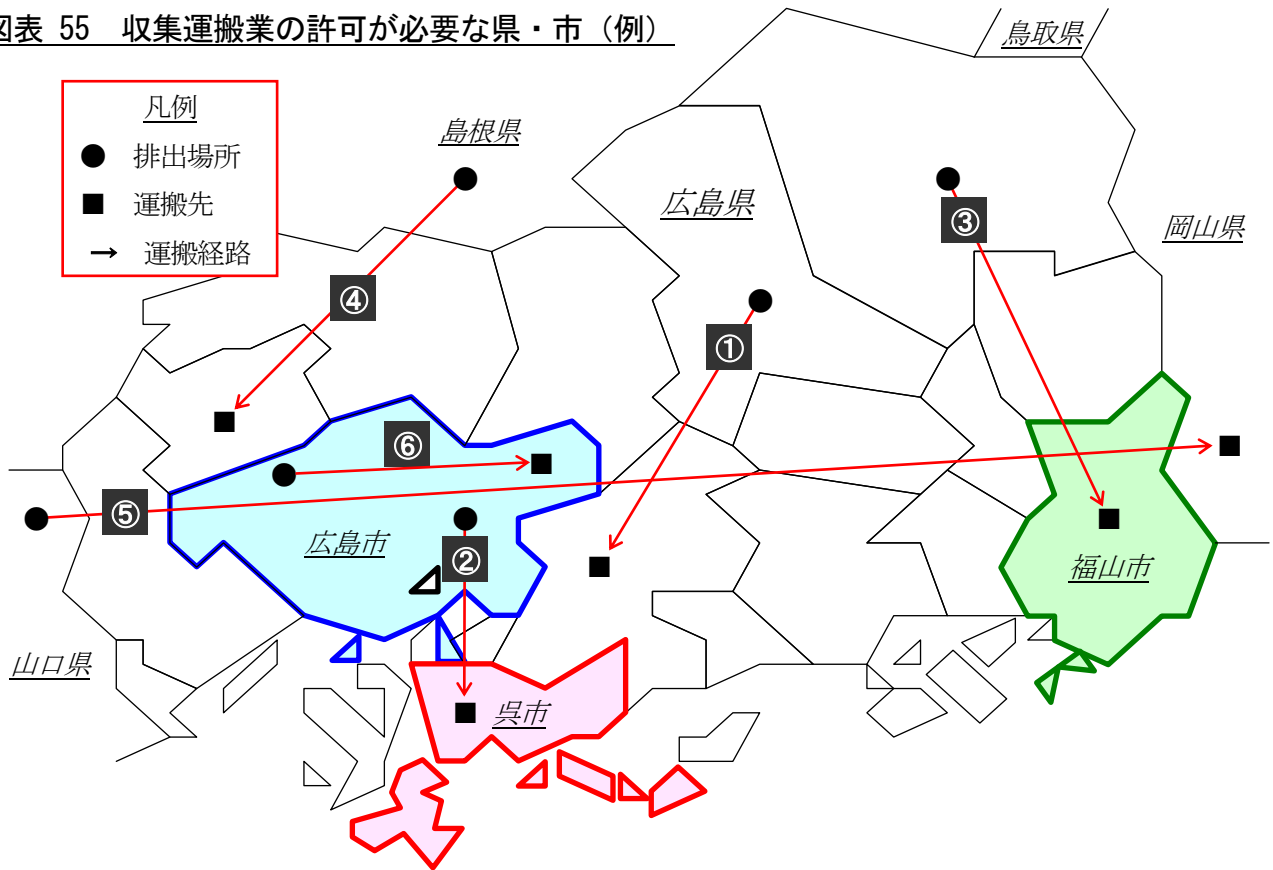 図表 55 収集運搬業の許可が必要な県・市（例）
鳥取県
凡例
● 排出場所
■ 運搬先
→ 運搬経路
島根県
広島県
岡山県
③
④
①
⑥
⑤
広島市
②
福山市
山口県
呉市